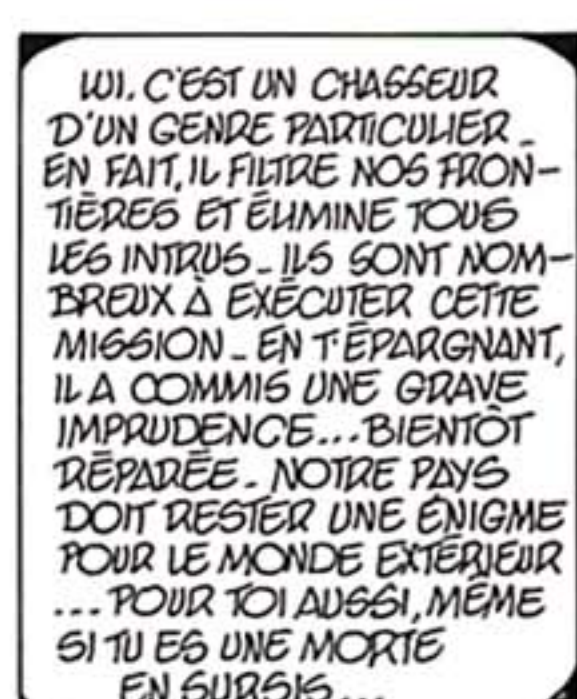 LUI, C'EST UN CHASSEUR
D'UN GENRE PARTICULIER _
EN FAIT, IL FILTRE NOS FRON-
TIÈRES ET ÉLIMINE TOUS
LES INTRUS _ ILS SONT NOM-
BREUX À EXÉCUTER CETTE
MISSION _ EN T'ÉPARGNANT,
IL A COMMIS UNE GRAVE
IMPRUDENCE... BIENTÔT
RÉPARÉE _ NOTRE PAYS
DOIT RESTER UNE ÉNIGME
POUR LE MONDE EXTÉRIEUR
... POUR TOI AUSSI, MÊME
SI TU ES UNE MORTE
EN SURSIS...